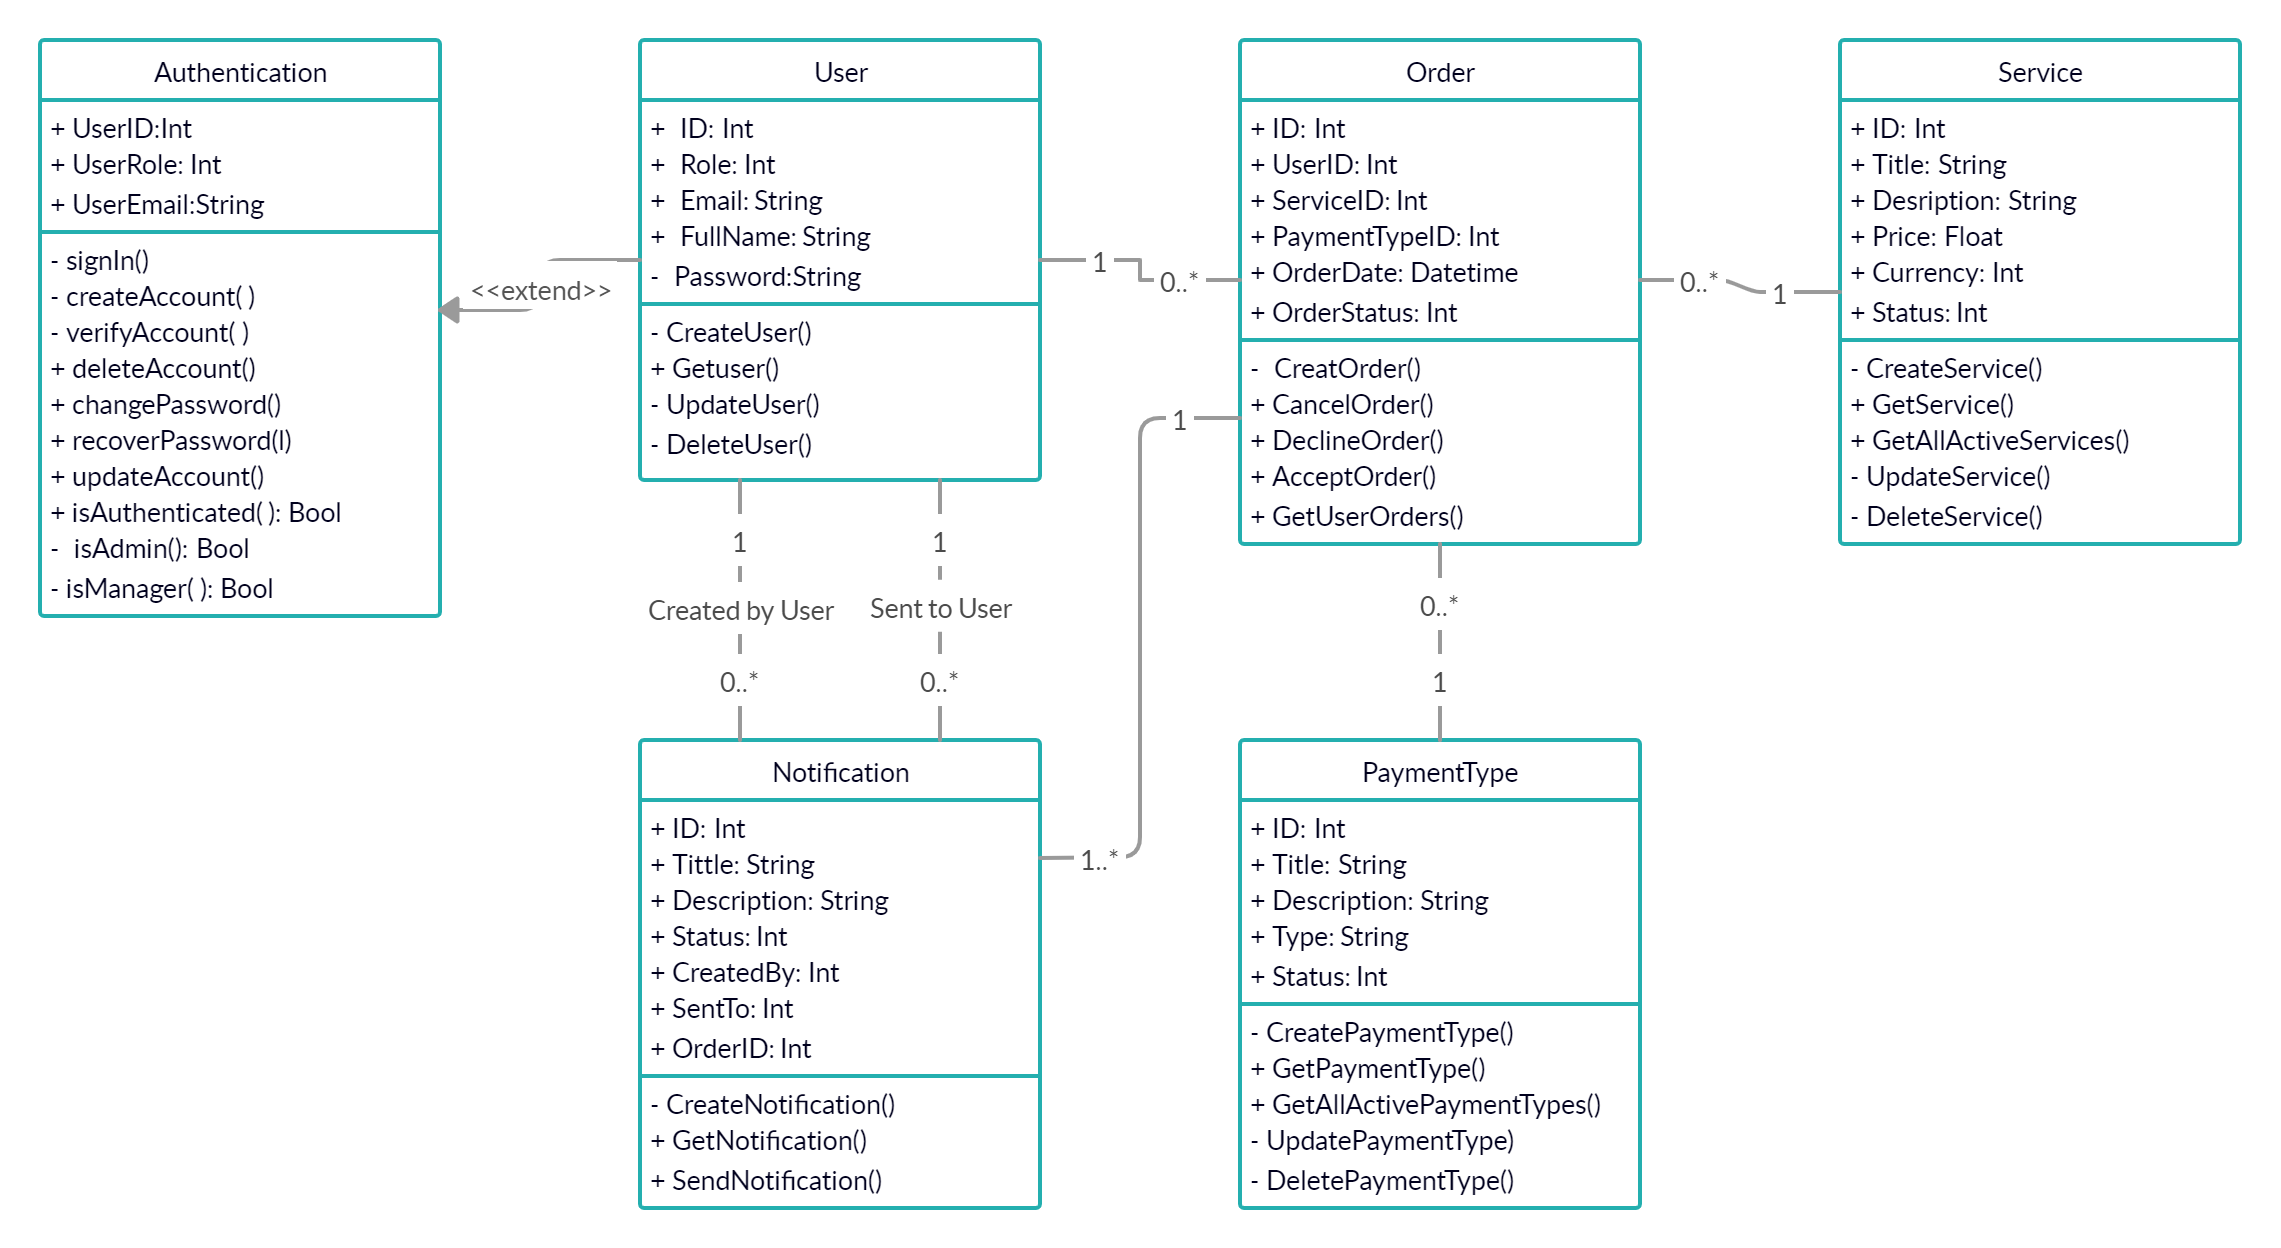 Authentication
+ UserID:Int
+ UserRole: Int
+ UserEmail:String
- signIn()
- createAccount( )
- verifyAccount( )
+ deleteAccount()
+ changePassword()
+ recoverPassword(l)
+ updateAccount()
+ isAuthenticated( ): Bool
- isAdmin(): Bool
- isManager( ): Bool
<<extend>>
User
+ ID: Int
+ Role: Int
+ Email: String
+ FullName: String
- Password:String
- CreateUser()
+ Getuser()
- UpdateUser()
- DeleteUser()
1
0..*
Order
+ ID: Int
+ UserID: Int
+ ServiceID: Int
+ PaymentTypeID: Int
+ OrderDate: Datetime
+ OrderStatus: Int
- CreatOrder()
+ CancelOrder()
+ DeclineOrder()
+ AcceptOrder()
+ GetUserOrders()
0..*
1
Service
+ ID: Int
+ Title: String
+ Desription: String
+ Price: Float
+ Currency: Int
+ Status: Int
- CreateService()
+ GetService()
+ GetAllActiveServices()
- UpdateService()
- DeleteService()
1
Created by User
0..*
1
Sent to User
0..*
1
1..*
0..*
1
Notification
+ ID: Int
+ Tittle: String
+ Description: String
+ Status: Int
+ CreatedBy: Int
+ SentTo: Int
+ OrderID: Int
- CreateNotification()
+ GetNotification()
+ SendNotification()
PaymentType
+ ID: Int
+ Title: String
+ Description: String
+ Type: String
+ Status: Int
- CreatePaymentType()
+ GetPaymentType()
+ GetAllActivePaymentTypes()
- UpdatePaymentType)
- DeletePaymentType()